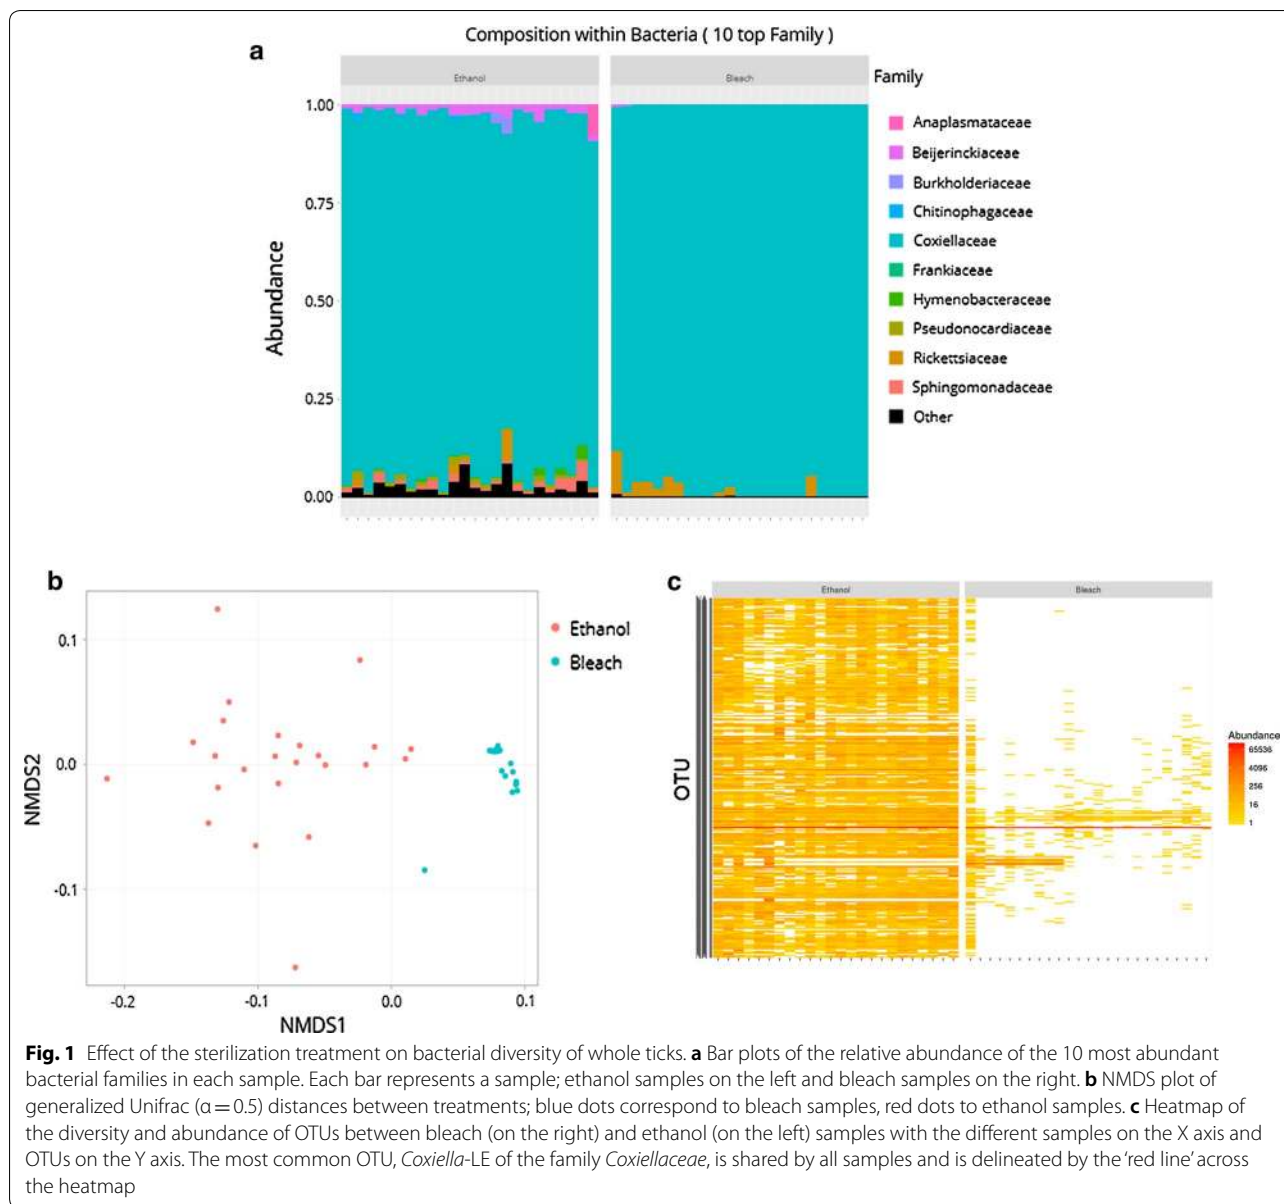 Composition within Bacteria ( 10 top Family )
a
Ethanol
Bleach
Family
1.00
0.75
0.50
0.25
0.00
Abundance
Anaplasmataceae
Beijerinckiaceae
Burkholderiaceae
Chitinophagaceae
Coxiellaceae
Frankiaceae
Hymenobacteraceae
Pseudonocardiaceae
Rickettsiaceae
Sphingomonadaceae
Other
b
0.1
0.0
-0.1
NMDS2
-0.2
-0.1
0.0
0.1
NMDS1
Ethanol
Bleach
c
Ethanol
Bleach
OTU
Abundance
65536
4096
256
16
1
Fig. 1 Effect of the sterilization treatment on bacterial diversity of whole ticks. a Bar plots of the relative abundance of the 10 most abundant
bacterial families in each sample. Each bar represents a sample; ethanol samples on the left and bleach samples on the right. b NMDS plot of
generalized Unifrac (α = 0.5) distances between treatments; blue dots correspond to bleach samples, red dots to ethanol samples. c Heatmap of
the diversity and abundance of OTUs between bleach (on the right) and ethanol (on the left) samples with the different samples on the X axis and
OTUs on the Y axis. The most common OTU, Coxiella-LE of the family Coxiellaceae, is shared by all samples and is delineated by the ‘red line’ across
the heatmap